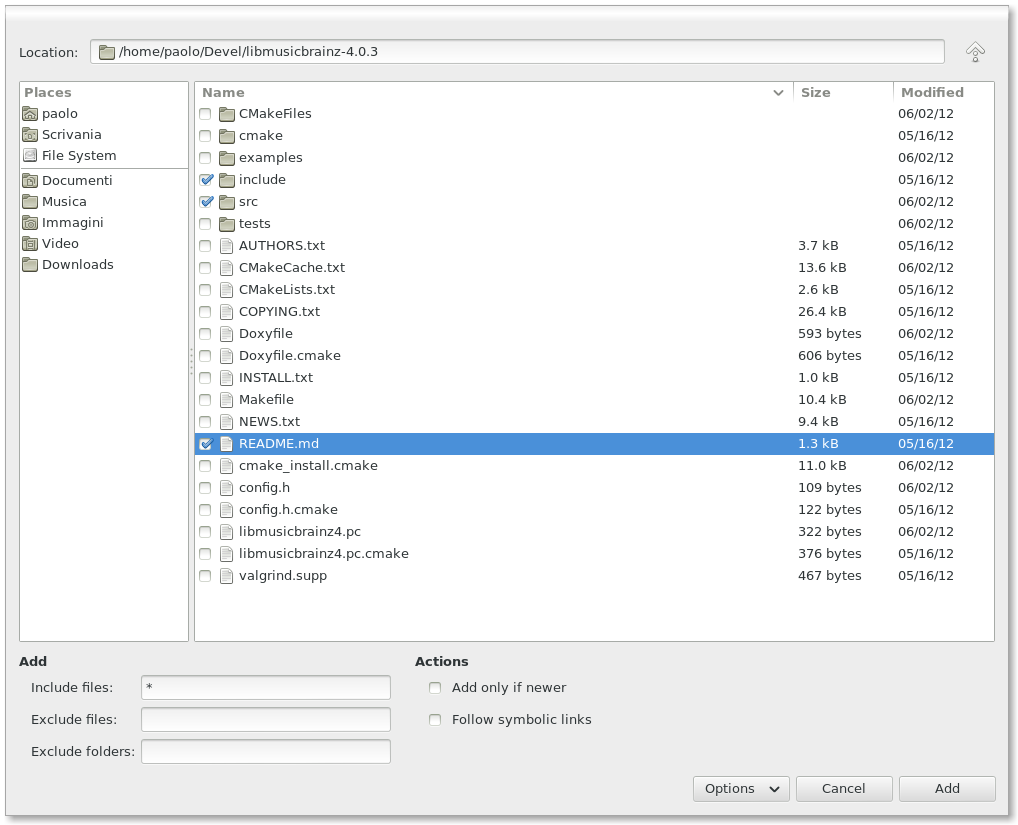 Location: /home/paolo/Devel/libmusicbrainz-4.0.3
Places
paolo
Scrivania
File System
Documenti
Musica
Immagini
Video
Downloads
Name Size Modified
CMakeFiles 06/02/12
cmake 05/16/12
examples 06/02/12
include 05/16/12
src 06/02/12
tests 06/02/12
AUTHORS.txt 3.7 kB 05/16/12
CMakeCache.txt 13.6 kB 06/02/12
CMakeLists.txt 2.6 kB 05/16/12
COPYING.txt 26.4 kB 05/16/12
Doxyfile 593 bytes 06/02/12
Doxyfile.cmake 606 bytes 05/16/12
INSTALL.txt 1.0 kB 05/16/12
Makefile 10.4 kB 06/02/12
NEWS.txt 9.4 kB 05/16/12
README.md 1.3 kB 05/16/12
cmake_install.cmake 11.0 kB 06/02/12
config.h 109 bytes 06/02/12
config.h.cmake 122 bytes 05/16/12
libmusicbrainz4.pc 322 bytes 06/02/12
libmusicbrainz4.pc.cmake 376 bytes 05/16/12
valgrind.supp 467 bytes 05/16/12
Add
Include files: *
Exclude files:
Exclude folders:
Actions
Add only if newer
Follow symbolic links
Options Cancel Add